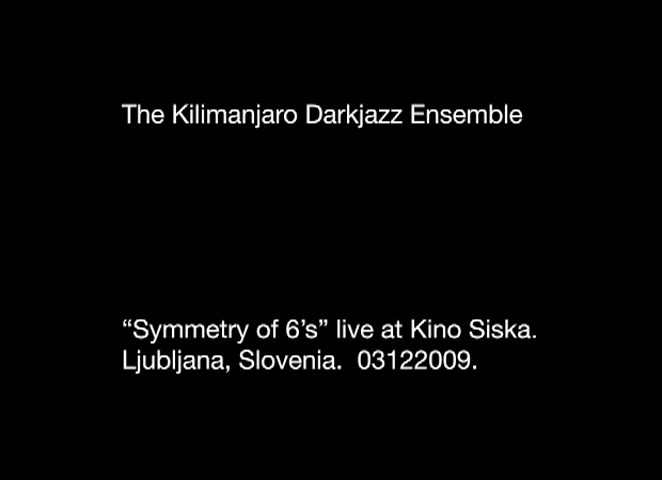 The Kilimanjaro Darkjazz Ensemble
“Symmetry of 6’s” live at Kino Siska.
Ljubljana, Slovenia.  03122009.